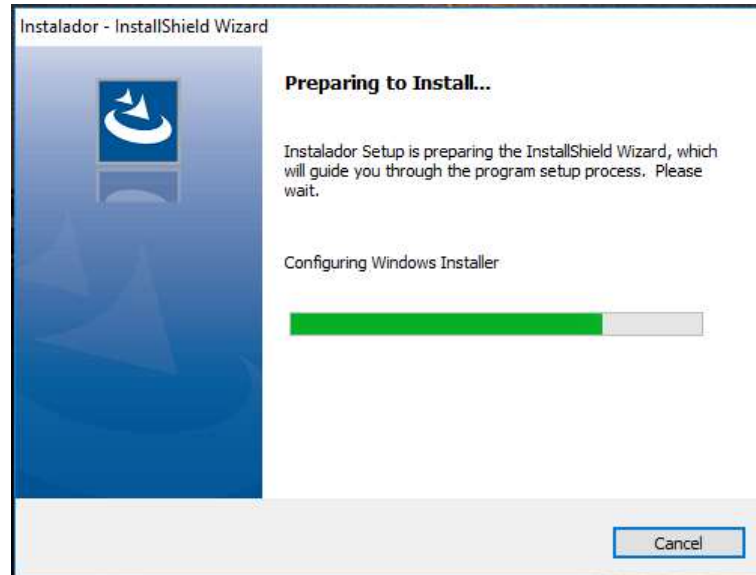 Instalador - InstallShield Wizard
Preparing to Install...
Instalador Setup is preparing the InstallShield Wizard, which
will guide you through the program setup process.  Please
wait.
Configuring Windows Installer
Cancel